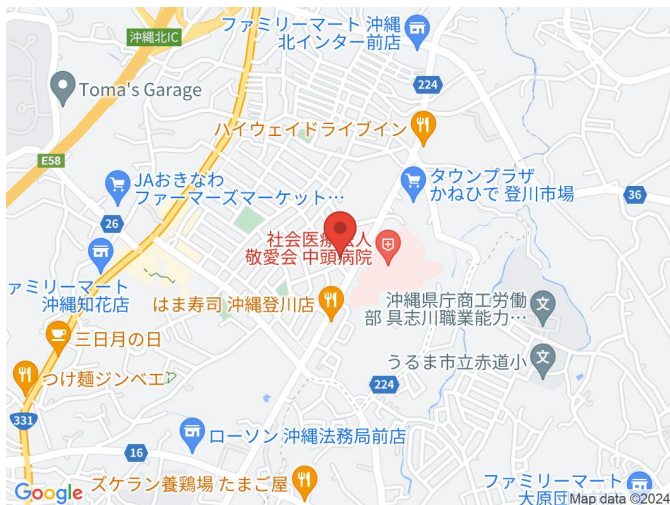 ファミリーマート 沖縄
北インター前店
沖縄北IC
Toma's Garage
224
ハイウェイドライブイン
E58
JAおきなわ
ファーマーズマーケット…
タウンプラザ
かねひで 登川市場
36
26
社会医療法人
敬愛会 中頭病院
ァミリーマート
沖縄知花店
はま寿司 沖縄登川店
沖縄県庁商工労働
部 具志川職業能力…
三日月の日
うるま市立赤道小
つけ麺ジンベエ
224
331
ローソン 沖縄法務局前店
16
ズケラン養鶏場 たまご屋
ファミリーマート
大原団
Google
Map data ©2024